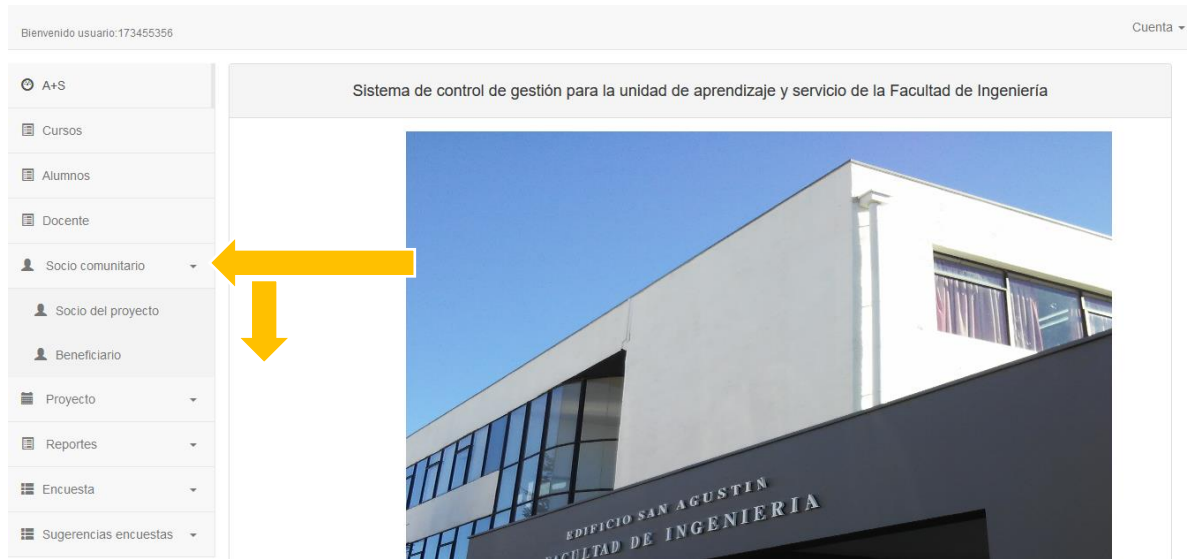 Bienvenido usuario:173455356
Cuenta
A+S
Cursos
Alumnos
Docente
Socio comunitario
Socio del proyecto
Beneficiario
Proyecto
Reportes
Encuesta
Sugerencias encuestas
Sistema de control de gestión para la unidad de aprendizaje y servicio de la Facultad de Ingeniería
EDIFICIO SAN AGUSTIN
FACULTAD DE INGENIERIA